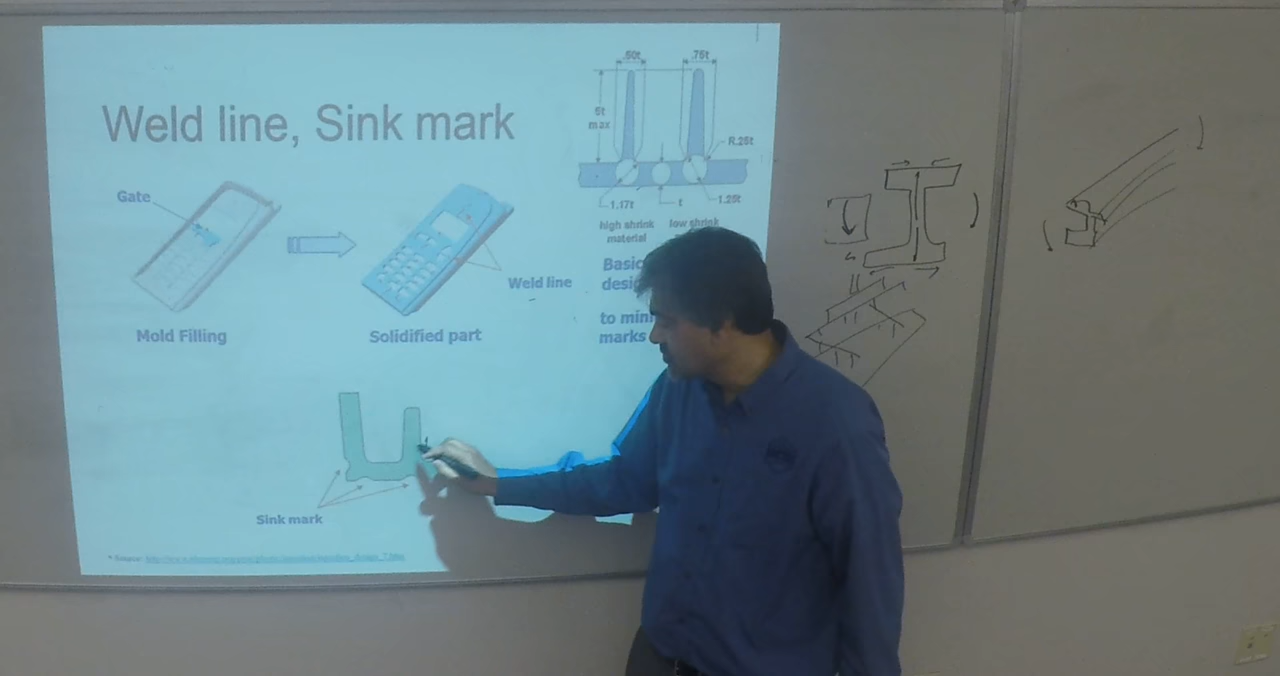 Weld line, Sink mark
.60t
.75t
5t
max
R.25t
1.17t
t
1.25t
high shrink
material
low shrink
Gate
Weld line
Mold Filling
Solidified part
Basic
desi
to min
marks
Sink mark